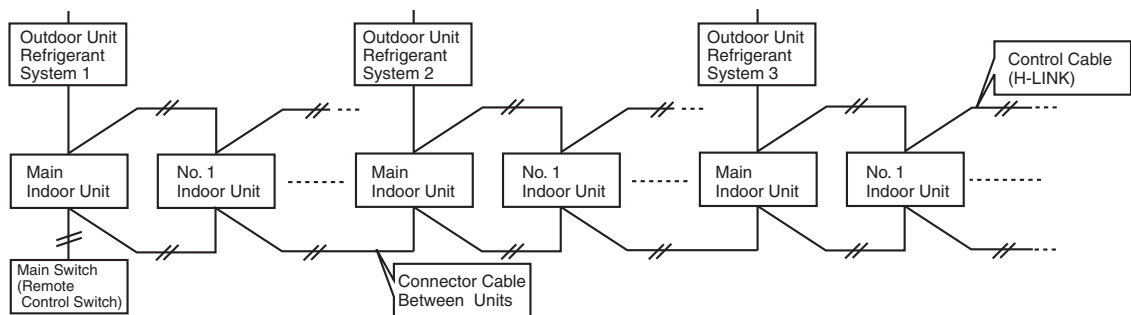 Outdoor Unit
Refrigerant
System 1
Outdoor Unit
Refrigerant
System 2
Outdoor Unit
Refrigerant
System 3
Control Cable
(H-LINK)
Main
Indoor Unit
No. 1
Indoor Unit
Main
Indoor Unit
No. 1
Indoor Unit
Main
Indoor Unit
No. 1
Indoor Unit
Main Switch
(Remote
Control Switch)
Connector Cable
Between Units